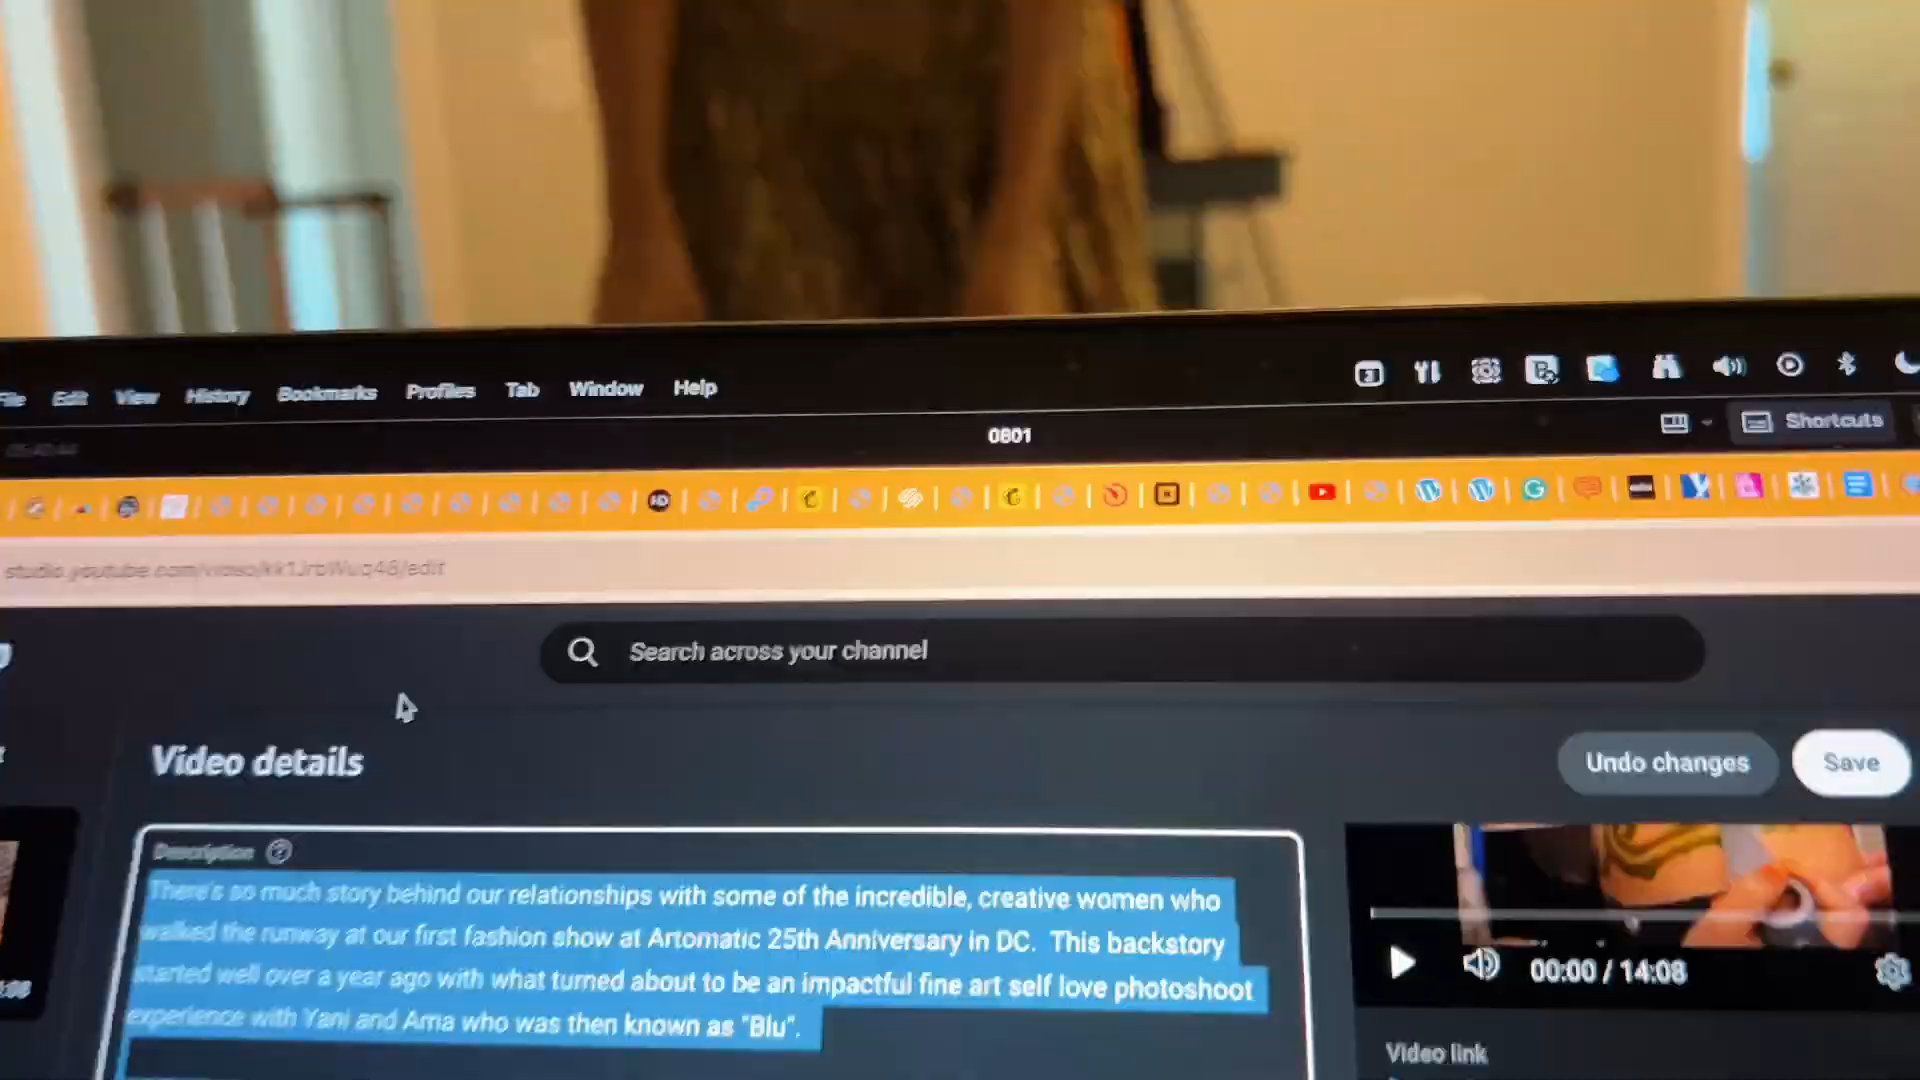 File Edit View History Bookmarks Profiles Tab Window Help
0801
Shortcuts
Search across your channel
Video details
Undo changes
Save
Description
There's so much story behind our relationships with some of the incredible, creative women who
walked the runway at our first fashion show at Artomatic 25th Anniversary in DC. This backstory
started well over a year ago with what turned about to be an impactful fine art self love photoshoot
experience with Yani and Ama who was then known as "Blu".
00:00 / 14:08
Video link